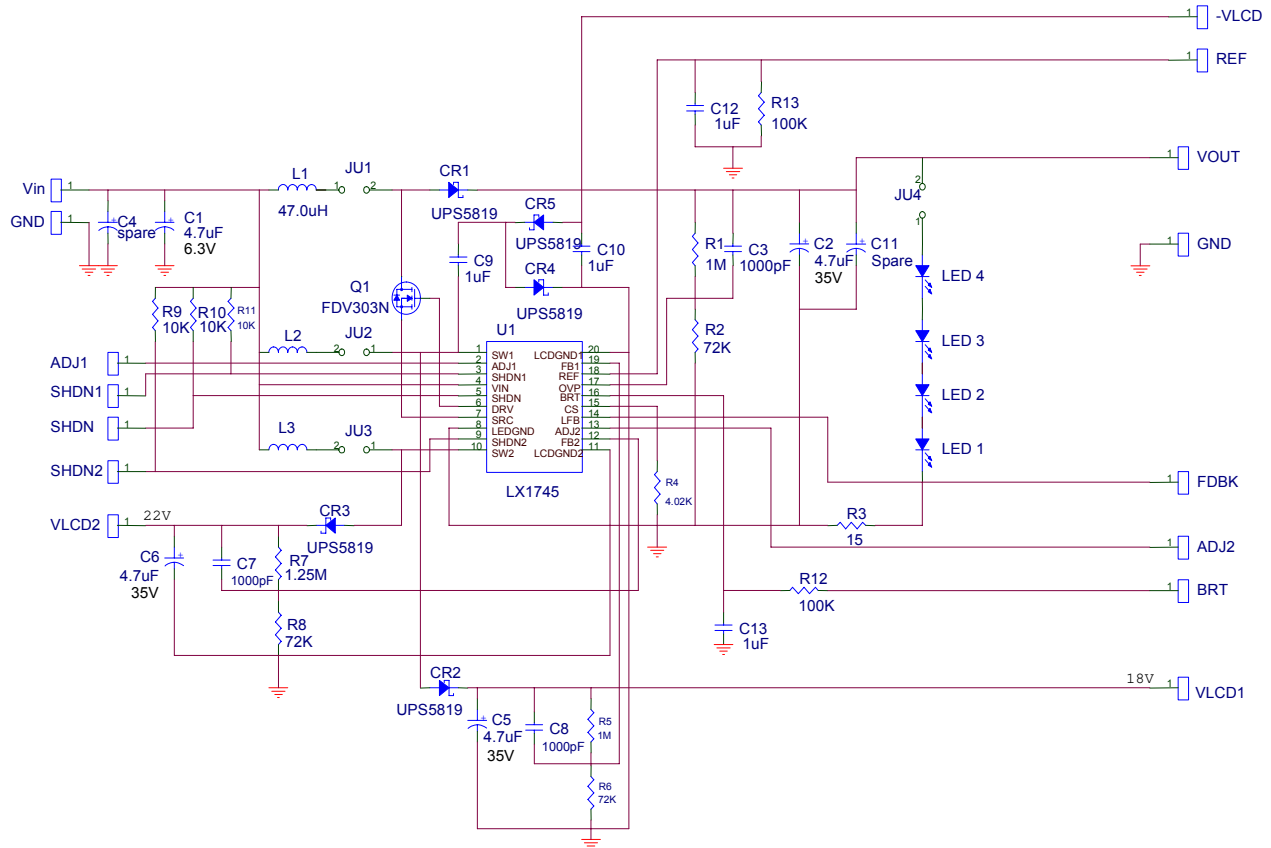 1 -VLCD
1 REF
C12
1uF
R13
100K
L1
JU1
CR1
1 VOUT
Vin 1
1 2
47.0uH
UPS5819
CR5
UPS5819
2
JU4
1
GND 1
C4
spare
C1
4.7uF
6.3V
C9
1uF
C10
1uF
R1
1M
C3
1000pF
C2
4.7uF
35V
C11
Spare
1 GND
CR4
UPS5819
LED 4
Q1
FDV303N
R9
10K
R10
10K
R11
10K
L2
JU2
2 1
U1
R2
72K
LED 3
LED 2
LED 1
ADJ1 1
SHDN1 1
SHDN 1
SHDN2 1
L3
JU3
2 1
1 SW1
2 ADJ1
3 SHDN1
4 VIN
5 SHDN
6 DRV
7 SRC
8 LEDGND
9 SHDN2
10 SW2
LCDGND1 20
FB1 19
REF 18
OVP 17
BRT 16
CS 15
LFB 14
ADJ2 13
FB2 12
LCDGND2 11
LX1745
R4
4.02K
1 FDBK
VLCD2 1
22V
CR3
UPS5819
R3
15
1 ADJ2
C6
4.7uF
35V
C7
1000pF
R7
1.25M
R12
100K
1 BRT
R8
72K
C13
1uF
CR2
UPS5819
18V
1 VLCD1
C5
4.7uF
35V
C8
1000pF
R5
1M
R6
72K